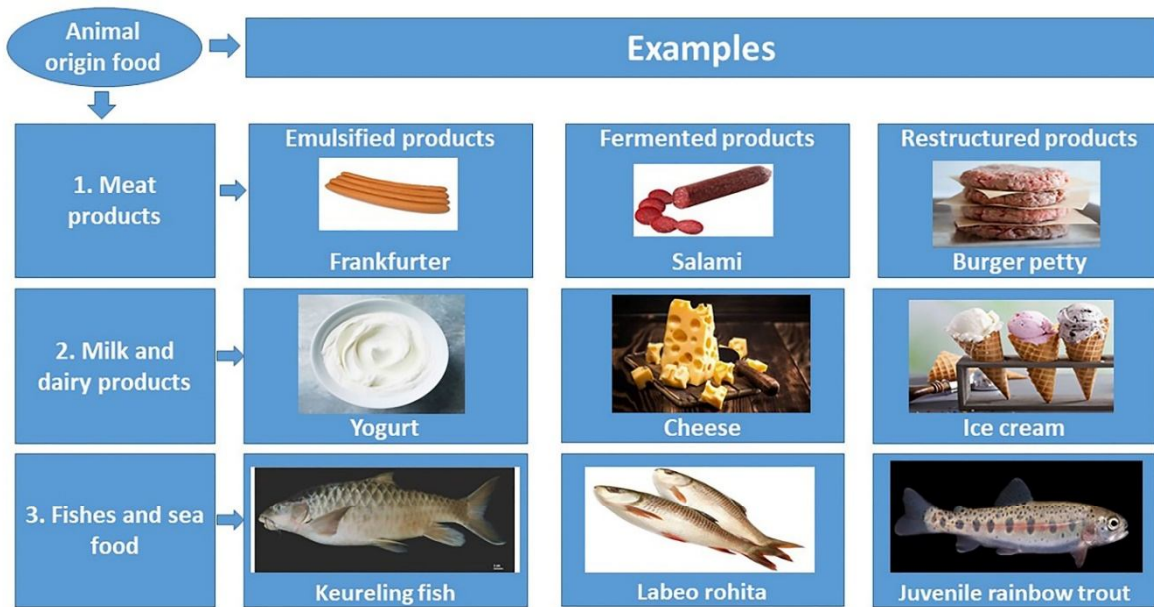 Animal
origin food
Examples
1. Meat
products
Emulsified products
Frankfurter
Fermented products
Salami
Restructured products
Burger petty
2. Milk and
dairy products
Yogurt
Cheese
Ice cream
3. Fishes and sea
food
Keureling fish
Labeo rohita
Juvenile rainbow trout